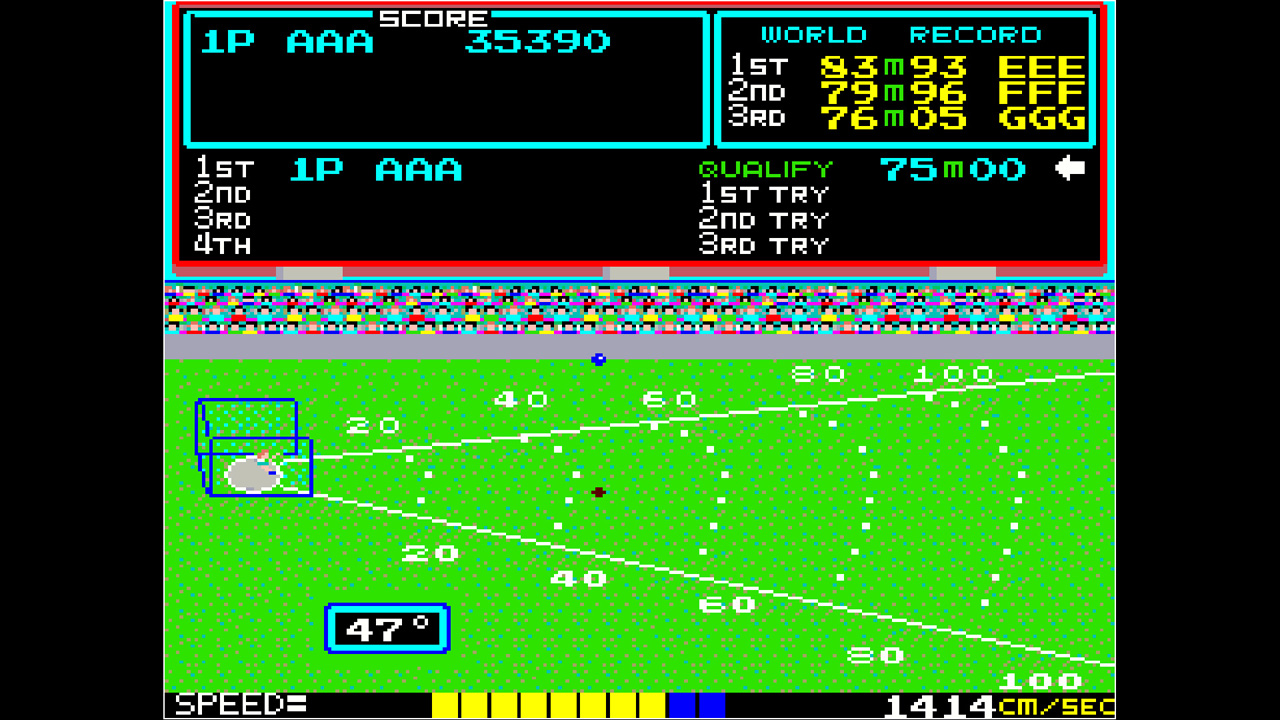 SCORE
1P AAA 35390
WORLD RECORD
1ST 83m93 EEE
2ND 79m96 FFF
3RD 76m05 GGG
1ST 1P AAA
2ND
3RD
4TH
QUALIFY 75m00
1ST TRY
2ND TRY
3RD TRY
20 40 60 80 100
20 40 60 80 100
47°
SPEED= 1414CM/SEC